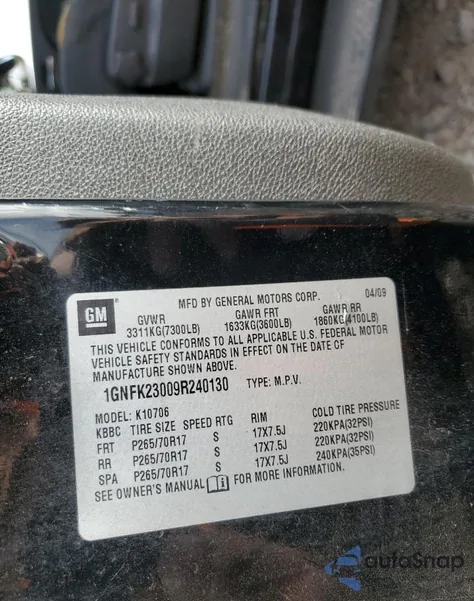 GM
MFD BY GENERAL MOTORS CORP. 04/09
GVWR GAWR FRT GAWR RR
3311KG(7300LB) 1633KG(3600LB) 1860KG(4100LB)
THIS VEHICLE CONFORMS TO ALL APPLICABLE U.S. FEDERAL MOTOR
VEHICLE SAFETY STANDARDS IN EFFECT ON THE DATE OF
MANUFACTURE SHOWN ABOVE.
1GNFK23009R240130 TYPE: M.P.V.
MODEL: K10706
KBBC TIRE SIZE SPEED RTG RIM COLD TIRE PRESSURE
FRT P265/70R17 S 17X7.5J 220KPA(32PSI)
RR P265/70R17 S 17X7.5J 220KPA(32PSI)
SPA P265/70R17 S 17X7.5J 240KPA(35PSI)
SEE OWNER'S MANUAL FOR MORE INFORMATION.
autoSnap